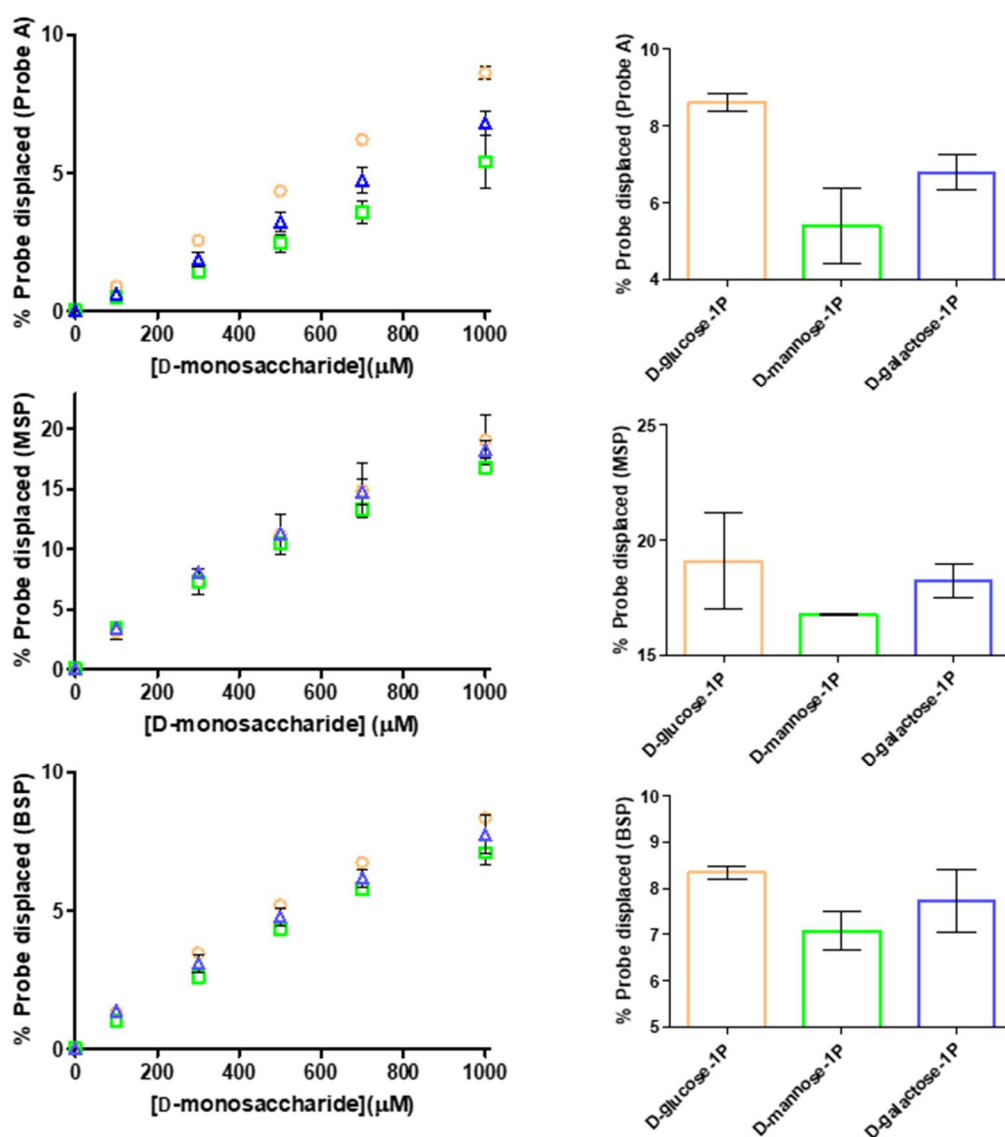 % Probe displaced (Probe A)
10
5
0
0 200 400 600 800 1000
[D-monosaccharide](μM)
% Probe displaced (Probe A)
10
8
6
4
D-glucose-1P
D-mannose-1P
D-galactose-1P
% Probe displaced (MSP)
20
15
10
5
0
0 200 400 600 800 1000
[D-monosaccharide] (μM)
% Probe displaced (MSP)
25
20
15
D-glucose-1P
D-mannose-1P
D-galactose-1P
% Probe displaced (BSP)
10
5
0
0 200 400 600 800 1000
[D-monosaccharide](μM)
% Probe displaced (BSP)
10
9
8
7
6
5
D-glucose-1P
D-mannose-1P
D-galactose-1P